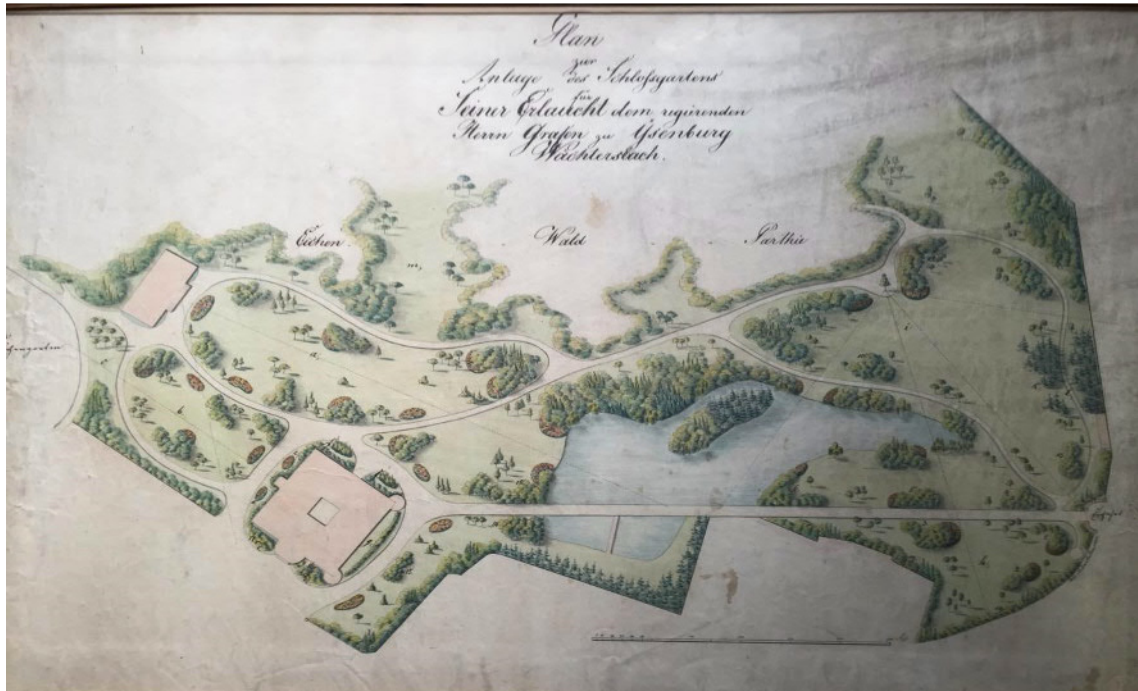 Plan
zur
Anlage des Schlossgartens
für
Seiner Erlaucht dem regierenden
Herrn Grafen zu Ysenburg
Wächtersbach.
Eichen
Wald
Parthie
m,
a,